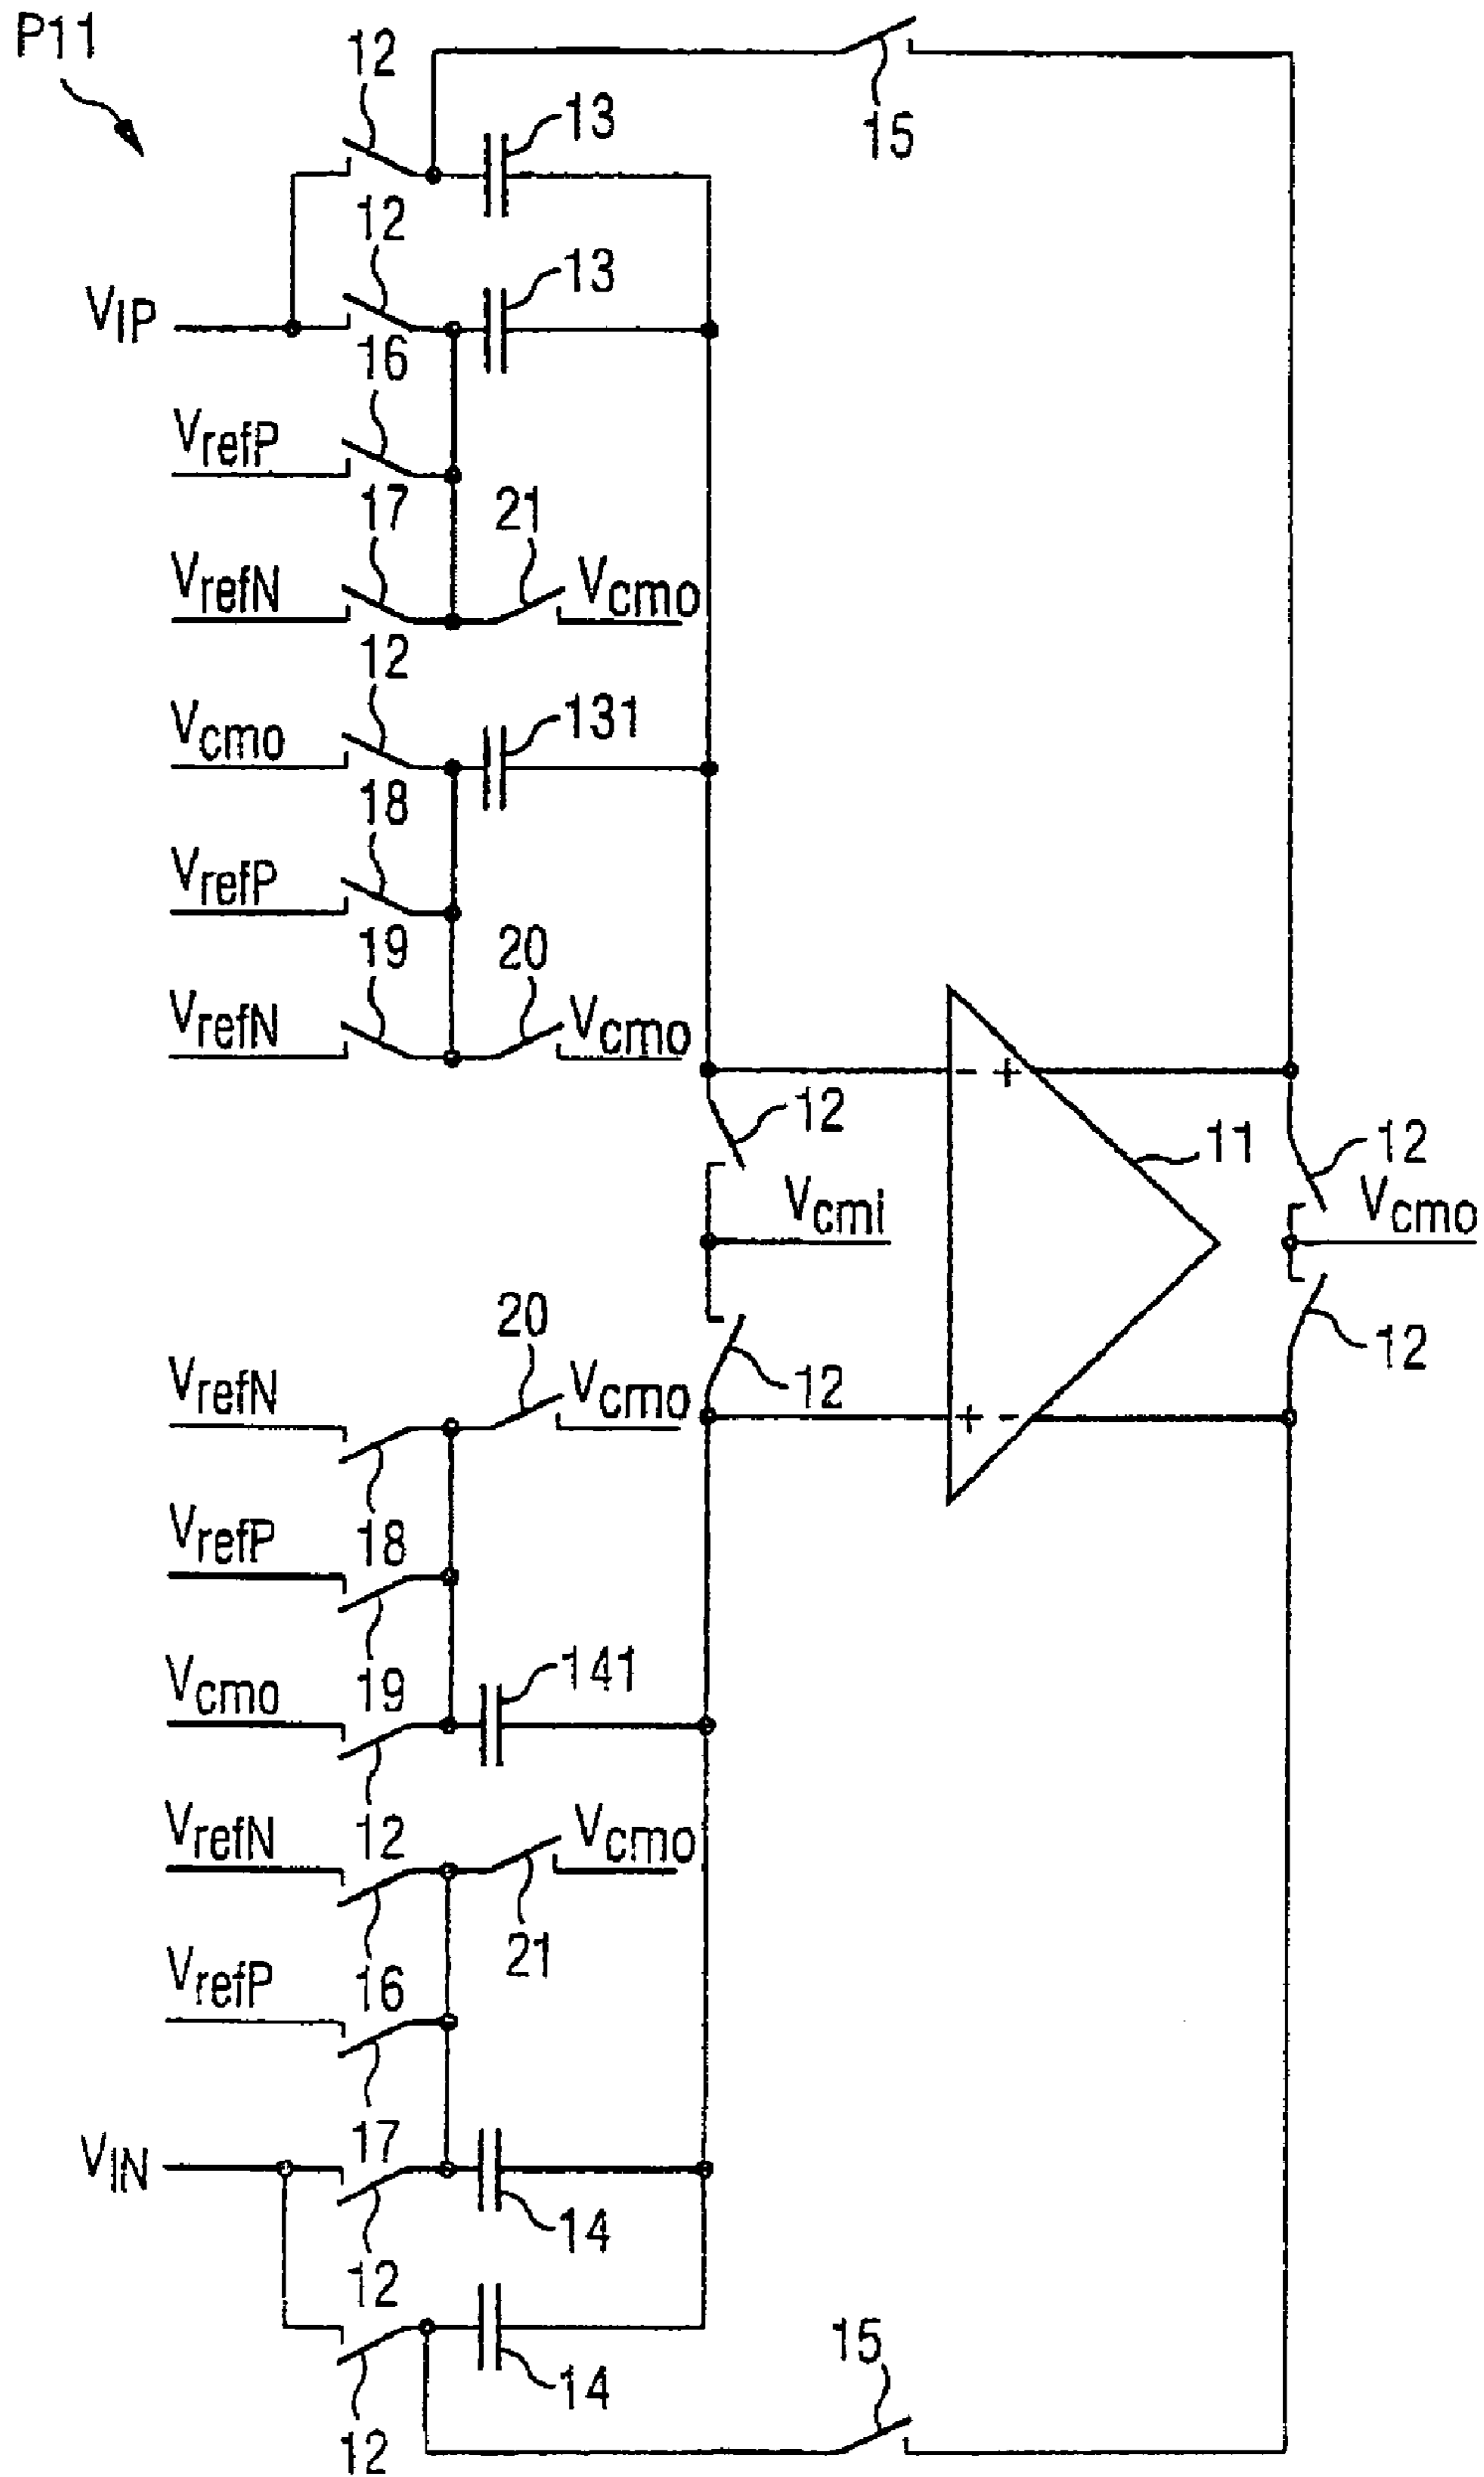 P11
12
15
13
12
13
VIP
16
VrefP
17
21
VrefN
Vcmo
12
131
Vcmo
18
VrefP
19
20
VrefN
Vcmo
- +
12
11
12
Vcmi
Vcmo
20
12
VrefN
Vcmo
12
+ -
18
VrefP
141
Vcmo
19
VrefN
12
Vcmo
21
VrefP
16
VIN
17
14
12
15
14
12